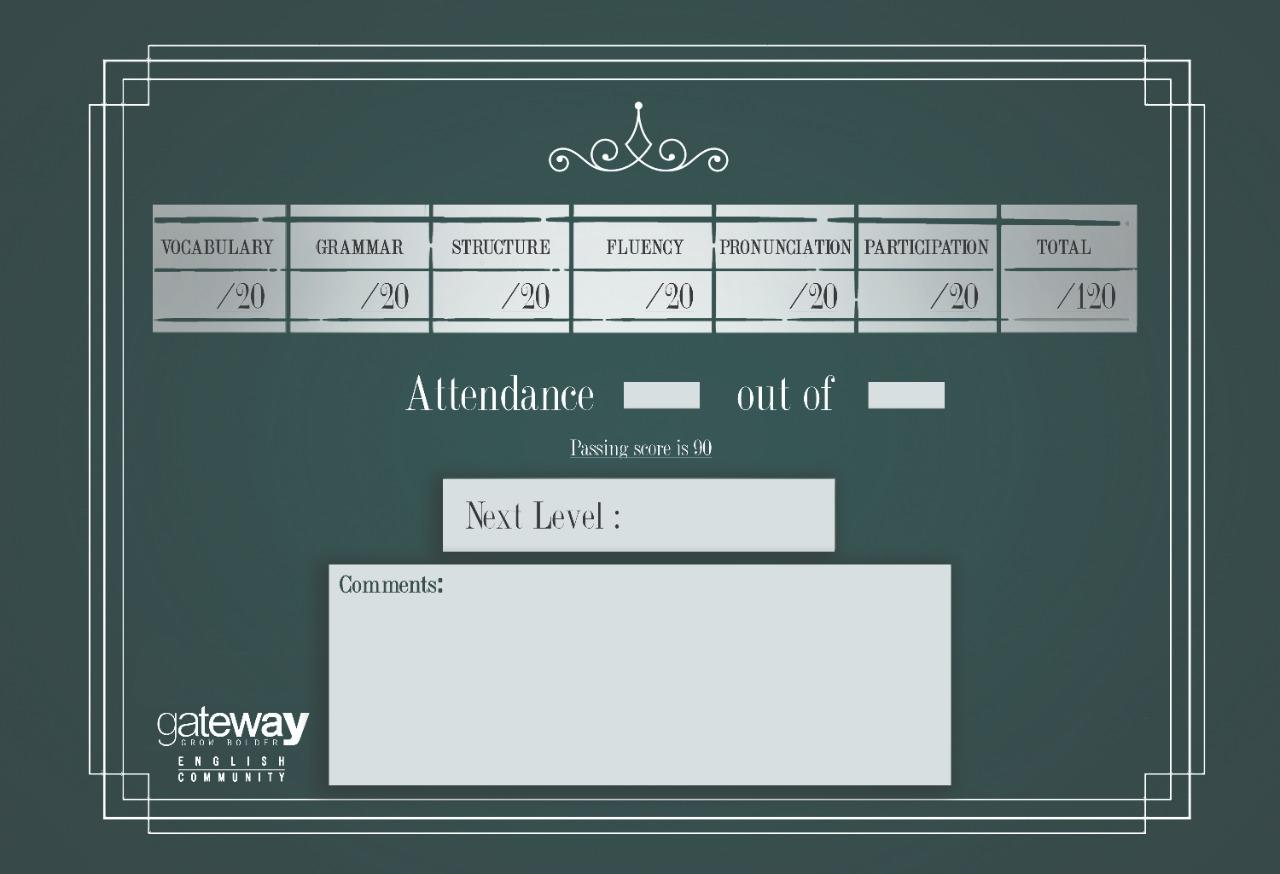 VOCABULARY GRAMMAR STRUCTURE FLUENCY PRONUNCIATION PARTICIPATION TOTAL
/20 /20 /20 /20 /20 /20 /120
Attendance out of
Passing score is 90
Next Level :
Comments:
gateway
GROW BOLDER
ENGLISH
COMMUNITY